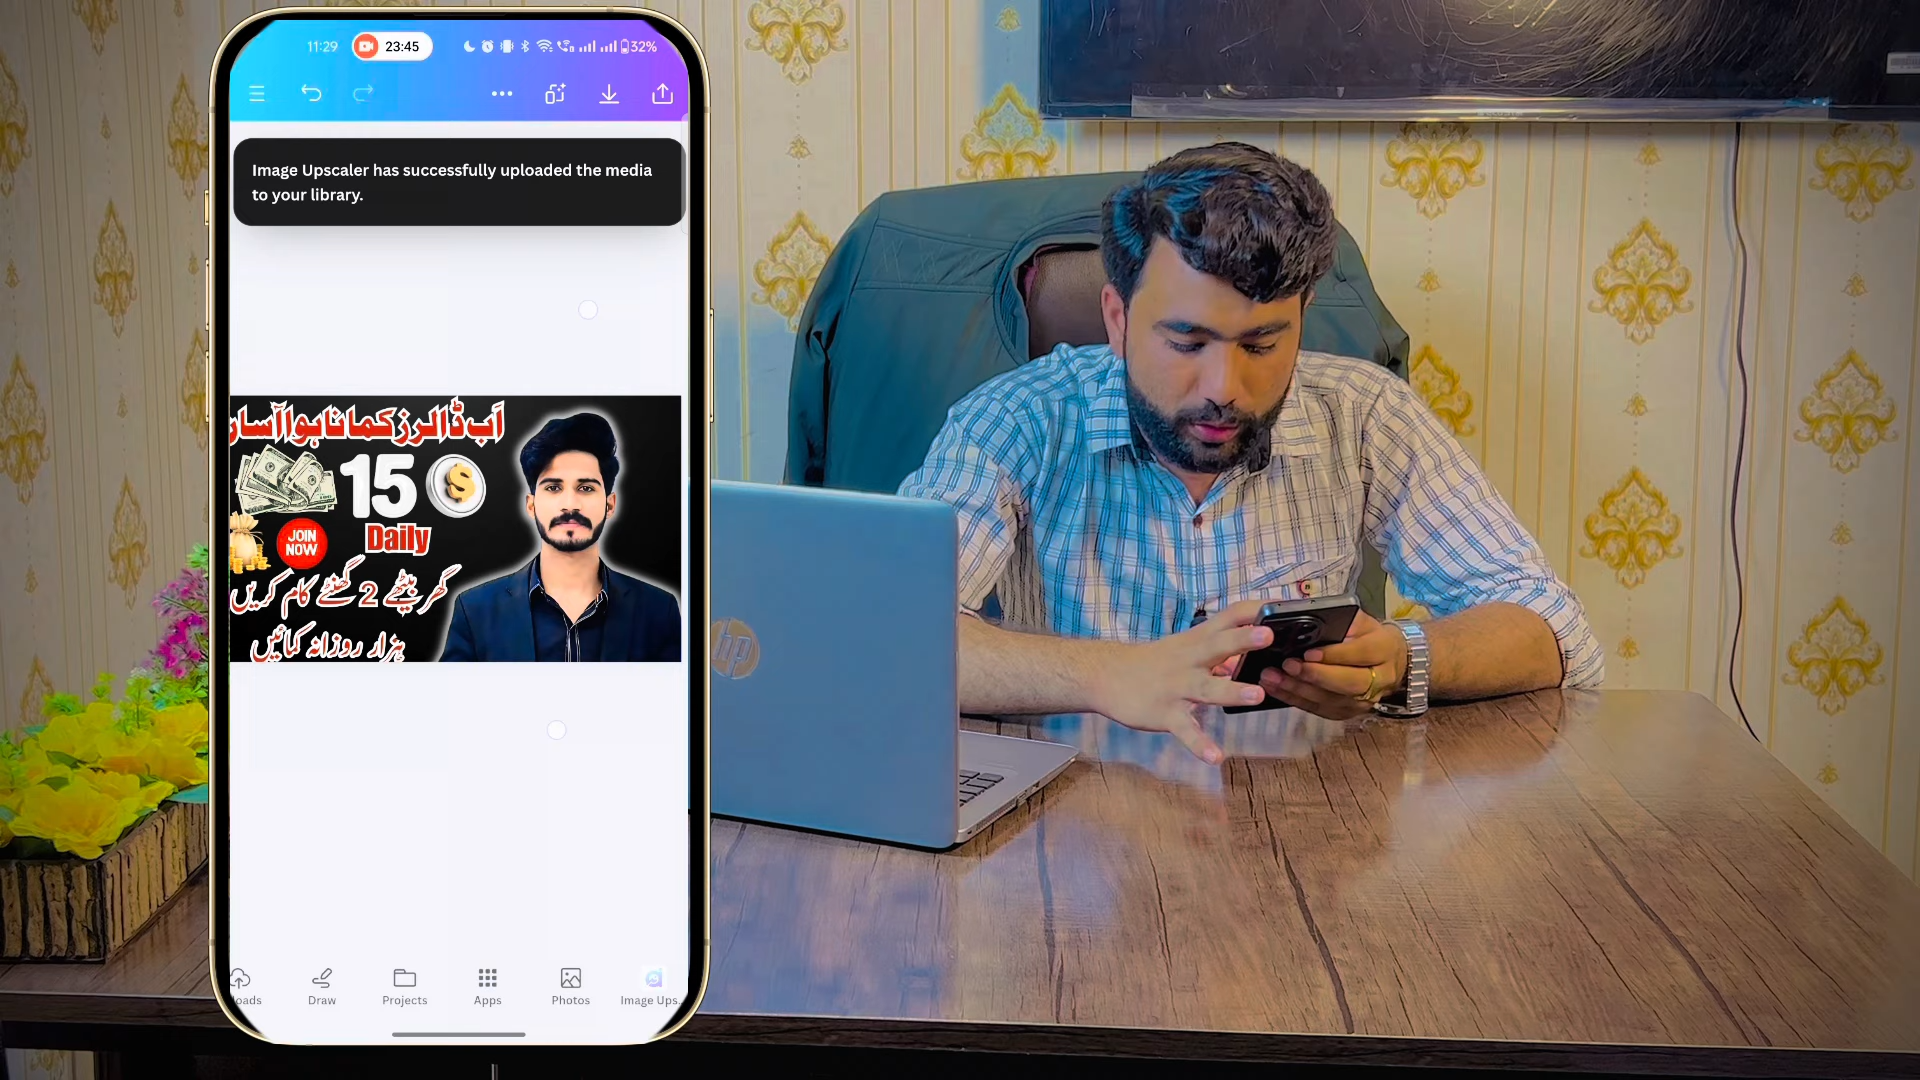 11:29 23:45 32%
Image Upscaler has successfully uploaded the media
to your library.
اَب ڈالرز کمانا ہوا آسان
15 $
JOIN
NOW
Daily
گھر بیٹھے 2 گھنٹے کام کریں
ہزار روزانہ کمائیں
loads Draw Projects Apps Photos Image Ups...
hp